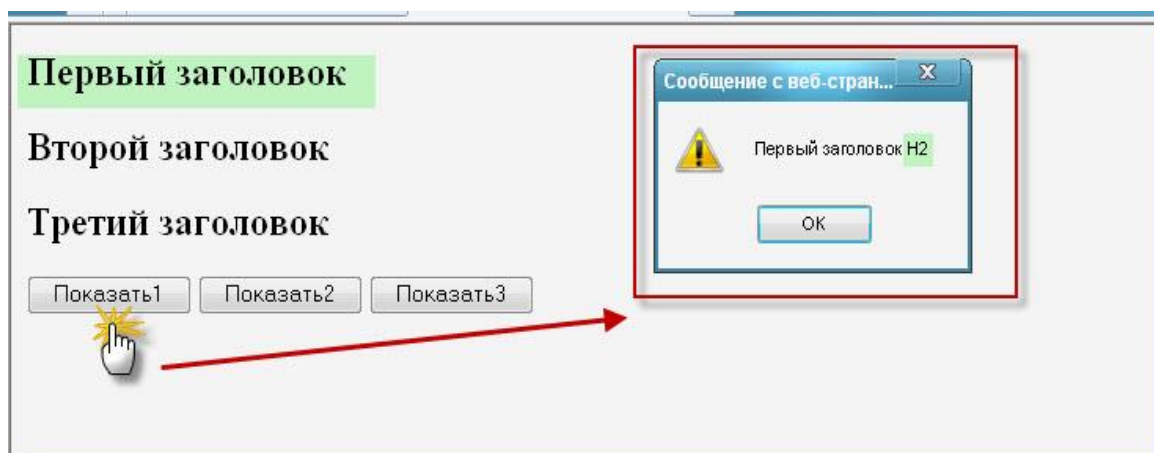 Первый заголовок
Второй заголовок
Третий заголовок
Показать1 Показать2 Показать3
Сообщение с веб-стран...
Первый заголовок H2
OK